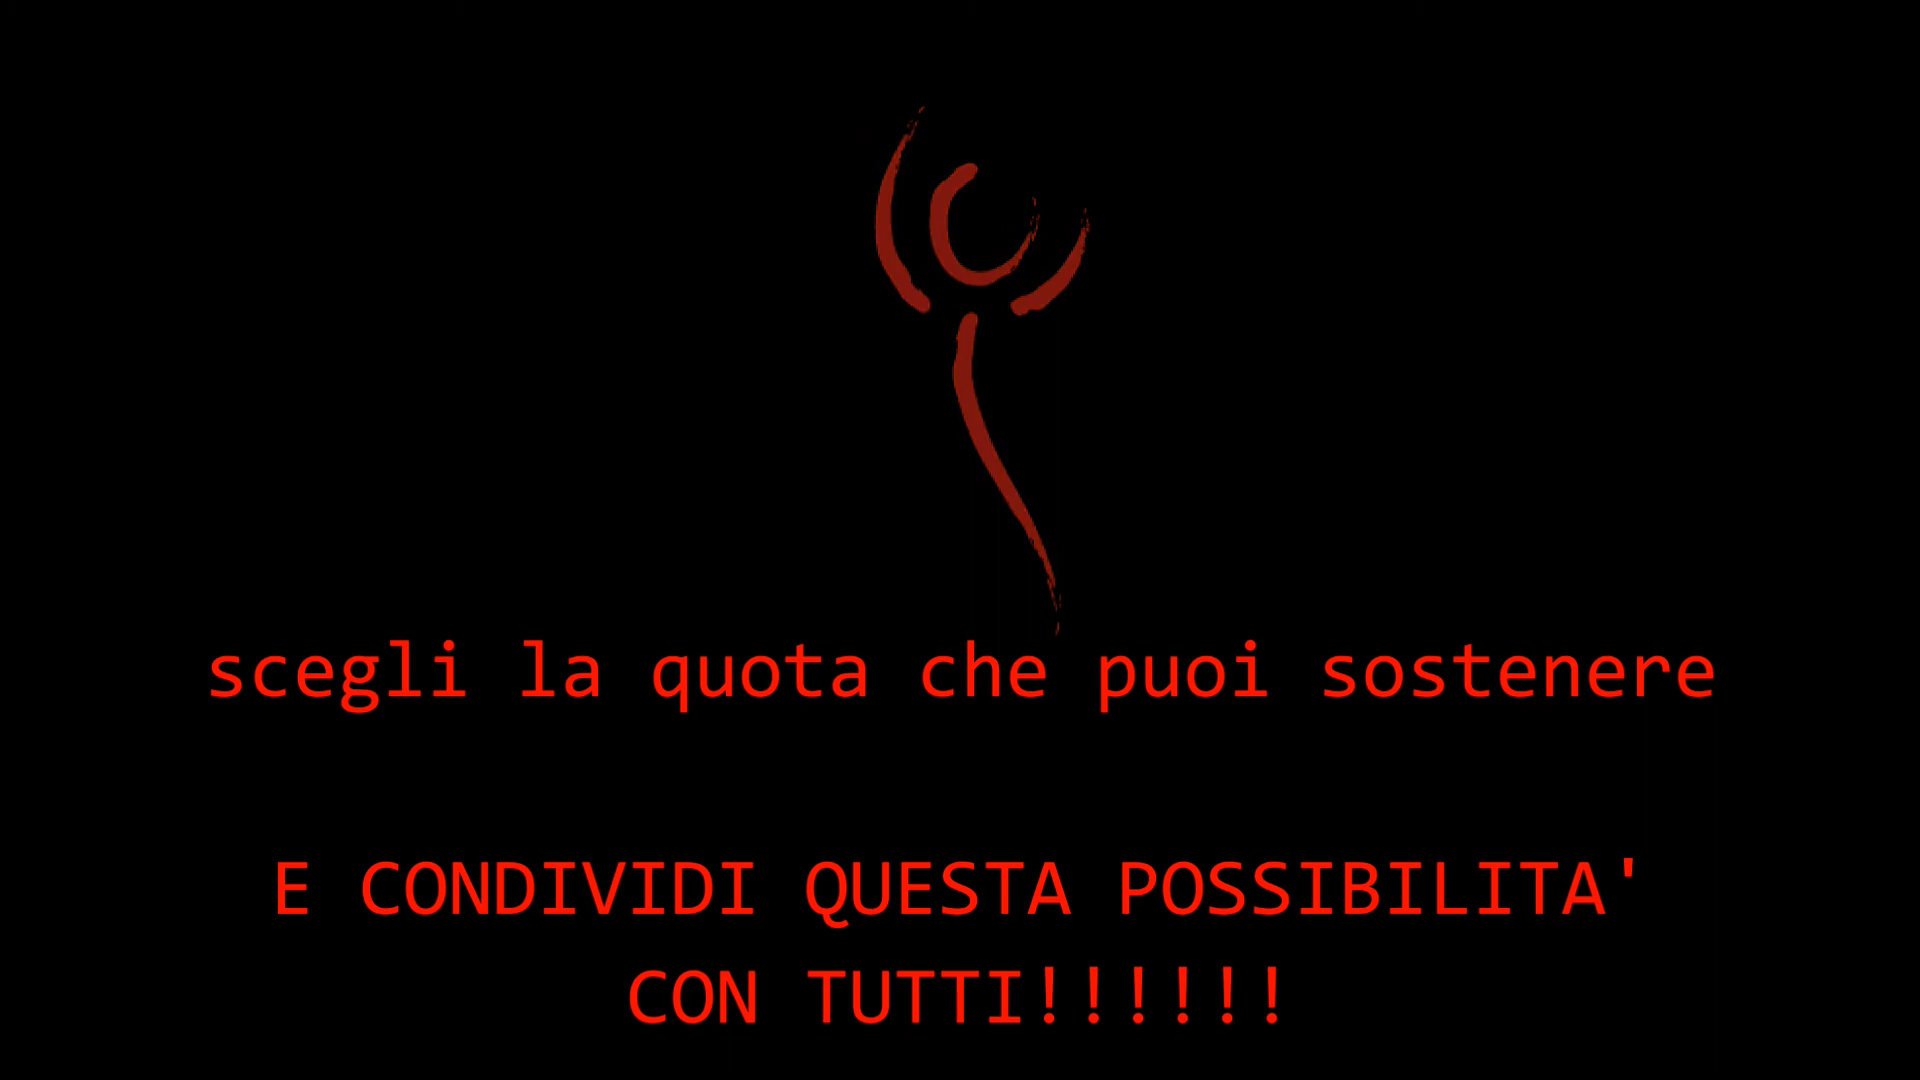 scegli la quota che puoi sostenere
E CONDIVIDI QUESTA POSSIBILITA'
CON TUTTI!!!!!!